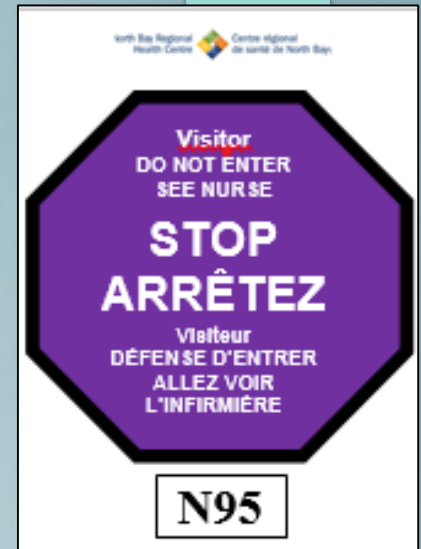 North Bay Regional Health Centre
Centre régional de santé de North Bay
Visitor
DO NOT ENTER
SEE NURSE
STOP
ARRÊTEZ
Visiteur
DÉFENSE D'ENTRER
ALLEZ VOIR
L'INFIRMIÈRE
N95